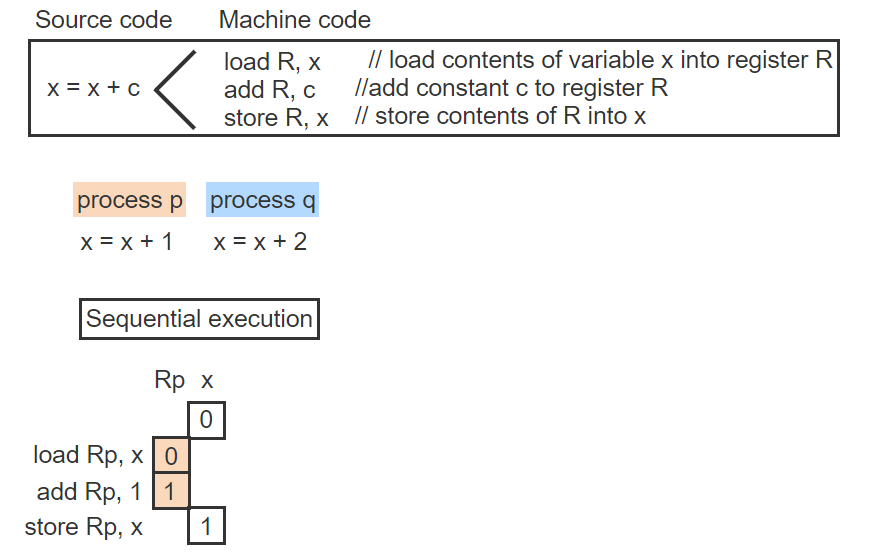 Source code Machine code
x = x + c
load R, x // load contents of variable x into register R
add R, c //add constant c to register R
store R, x // store contents of R into x
process p process q
x = x + 1 x = x + 2
Sequential execution
Rp x
0
load Rp, x 0
add Rp, 1 1
store Rp, x 1